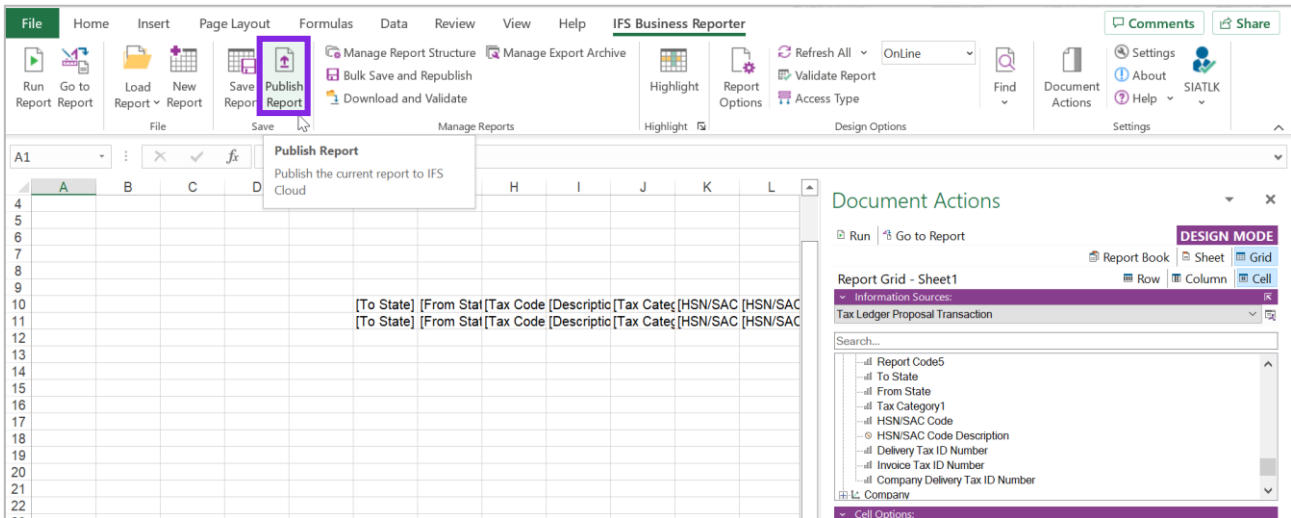 File Home Insert Page Layout Formulas Data Review View Help IFS Business Reporter Comments Share
Run Report
Go to Report
Load Report
New Report
File
Save Report
Publish Report
Save
Manage Report Structure Manage Export Archive
Bulk Save and Republish
Download and Validate
Manage Reports
Highlight
Highlight
Report Options
Refresh All OnLine
Validate Report
Access Type
Find
Design Options
Document Actions
Settings
About
Help
SIATLK
Settings
A1 fx
Publish Report
Publish the current report to IFS
Cloud
A B C D H I J K L
4
5
6
7
8
9
10 [To State] [From Stat [Tax Code [Descriptic [Tax Categ [HSN/SAC [HSN/SAC
11 [To State] [From Stat [Tax Code [Descriptic [Tax Categ [HSN/SAC [HSN/SAC
12
13
14
15
16
17
18
19
20
21
22
Document Actions
Run Go to Report DESIGN MODE
Report Book Sheet Grid
Report Grid - Sheet1 Row Column Cell
Information Sources:
Tax Ledger Proposal Transaction
Search...
Report Code5
To State
From State
Tax Category1
HSN/SAC Code
HSN/SAC Code Description
Delivery Tax ID Number
Invoice Tax ID Number
Company Delivery Tax ID Number
Company
Cell Options: